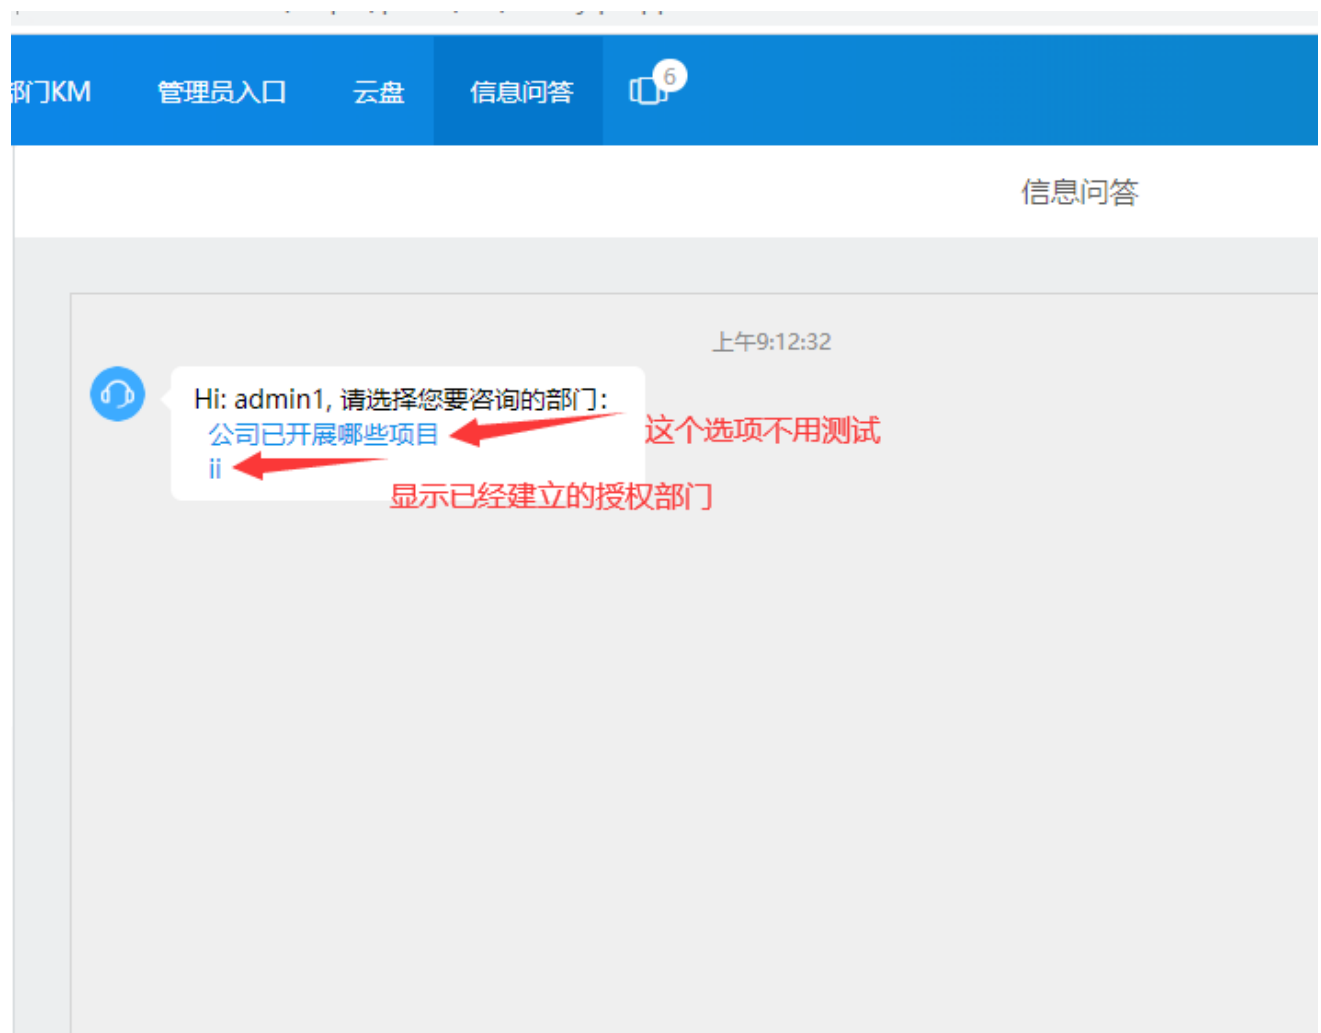 部门KM 管理员入口 云盘 信息问答 6
信息问答
上午9:12:32
Hi: admin1, 请选择您要咨询的部门:
公司已开展哪些项目
这个选项不用测试
ii
显示已经建立的授权部门